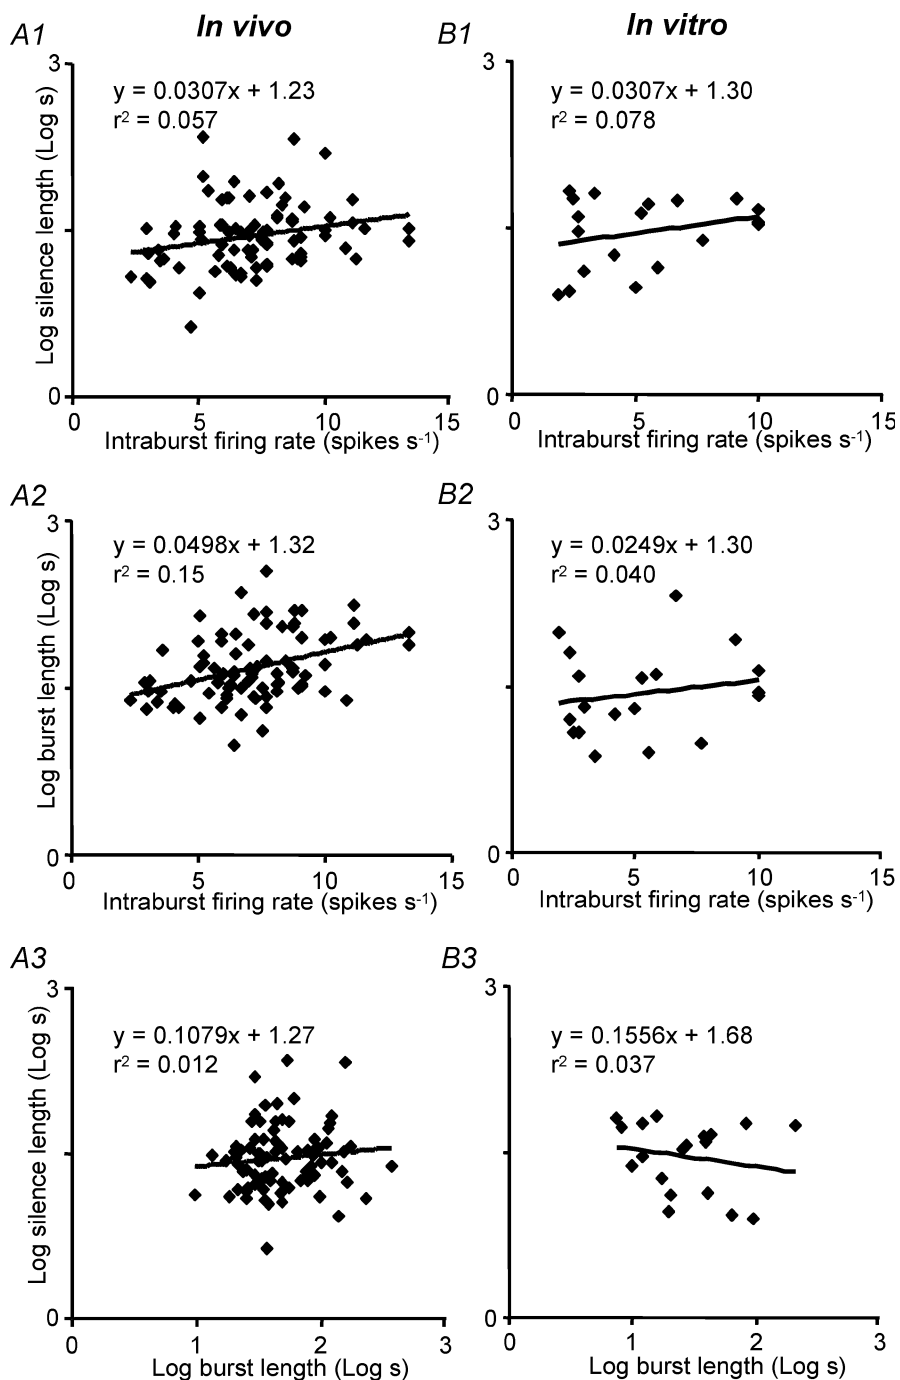 In vivo
In vitro
A1
3
y = 0.0307x + 1.23
r² = 0.057
Log silence length (Log s)
0
0 5 10 15
Intraburst firing rate (spikes s⁻¹)
B1
3
y = 0.0307x + 1.30
r² = 0.078
0
0 5 10 15
Intraburst firing rate (spikes s⁻¹)
A2
3
y = 0.0498x + 1.32
r² = 0.15
Log burst length (Log s)
0
0 5 10 15
Intraburst firing rate (spikes s⁻¹)
B2
3
y = 0.0249x + 1.30
r² = 0.040
0
0 5 10 15
Intraburst firing rate (spikes s⁻¹)
A3
3
y = 0.1079x + 1.27
r² = 0.012
Log silence length (Log s)
0
0 1 2 3
Log burst length (Log s)
B3
3
y = 0.1556x + 1.68
r² = 0.037
0
0 1 2 3
Log burst length (Log s)